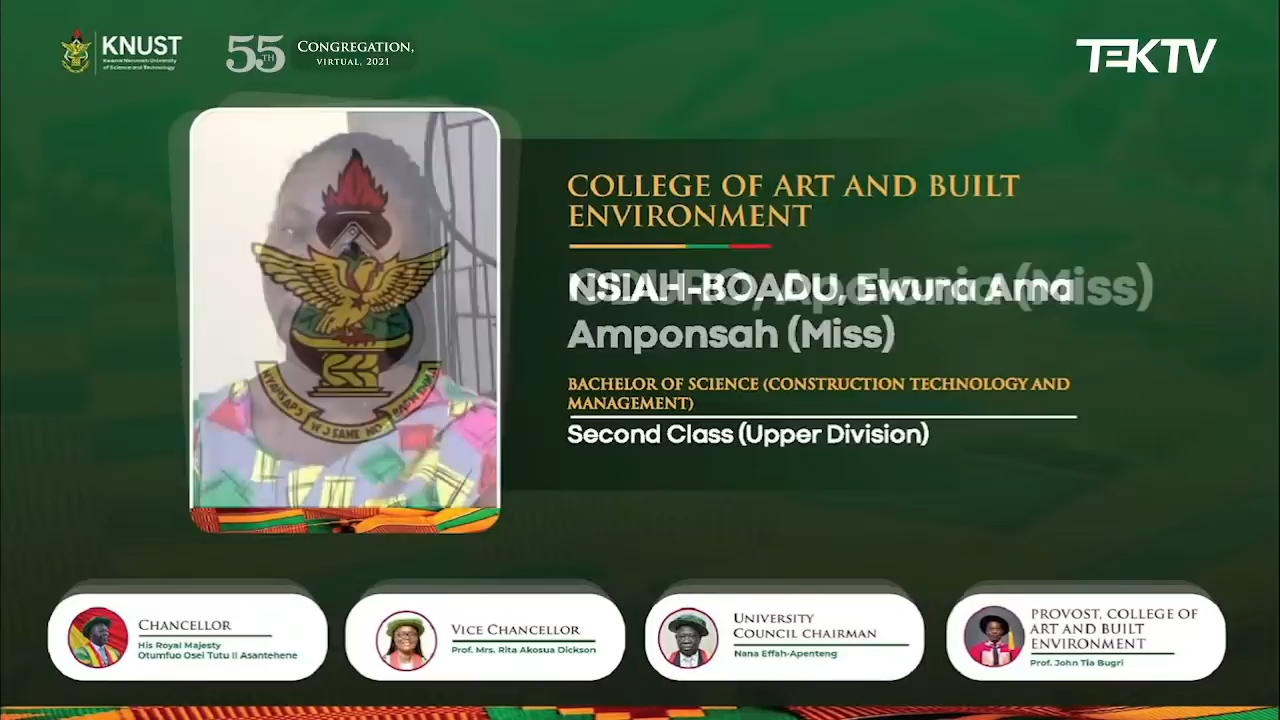 KNUST
Kwame Nkrumah University
of Science and Technology
55TH
CONGREGATION,
VIRTUAL, 2021
TEKTV
COLLEGE OF ART AND BUILT
ENVIRONMENT
NSIAH-BOADU, Ewura Ama
Amponsah (Miss)
(Miss)
BACHELOR OF SCIENCE (CONSTRUCTION TECHNOLOGY AND
MANAGEMENT)
Second Class (Upper Division)
CHANCELLOR
His Royal Majesty
Otumfuo Osei Tutu II Asantehene
VICE CHANCELLOR
Prof. Mrs. Rita Akosua Dickson
UNIVERSITY
COUNCIL CHAIRMAN
Nana Effah-Apenteng
PROVOST, COLLEGE OF
ART AND BUILT
ENVIRONMENT
Prof. John Tia Bugri